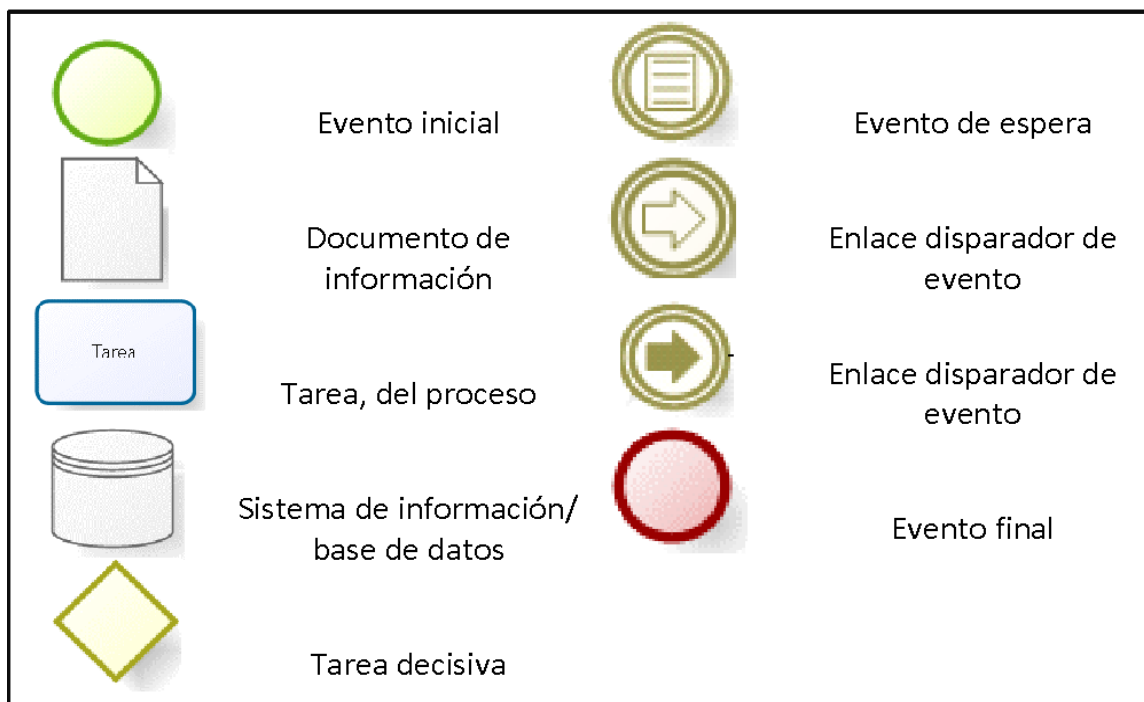 Evento inicial
Documento de
información
Tarea
Tarea, del proceso
Sistema de información/
base de datos
Tarea decisiva
Evento de espera
Enlace disparador de
evento
Enlace disparador de
evento
Evento final